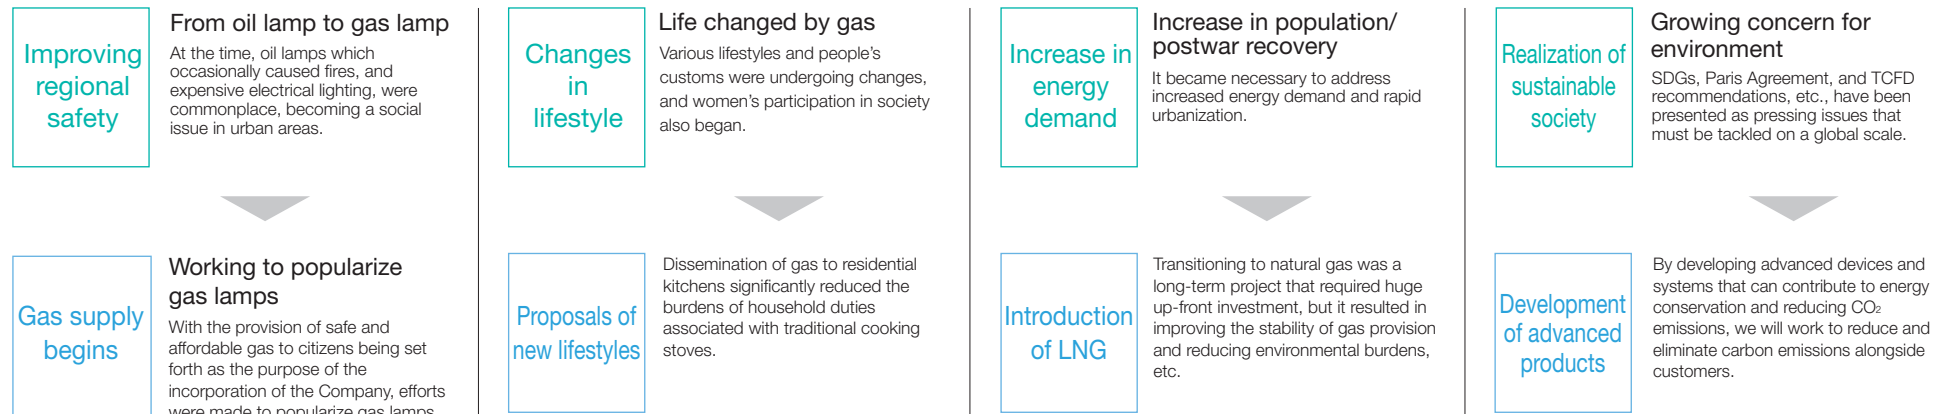 Improving
regional
safety
From oil lamp to gas lamp
At the time, oil lamps which
occasionally caused fires, and
expensive electrical lighting, were
commonplace, becoming a social
issue in urban areas.
Gas supply
begins
Working to popularize
gas lamps
With the provision of safe and
affordable gas to citizens being set
forth as the purpose of the
incorporation of the Company, efforts
were made to popularize gas lamps
Changes
in
lifestyle
Life changed by gas
Various lifestyles and people's
customs were undergoing changes,
and women's participation in society
also began.
Proposals of
new lifestyles
Dissemination of gas to residential
kitchens significantly reduced the
burdens of household duties
associated with traditional cooking
stoves.
Increase in
energy
demand
Increase in population/
postwar recovery
It became necessary to address
increased energy demand and rapid
urbanization.
Introduction
of LNG
Transitioning to natural gas was a
long-term project that required huge
up-front investment, but it resulted in
improving the stability of gas provision
and reducing environmental burdens,
etc.
Realization of
sustainable
society
Growing concern for
environment
SDGs, Paris Agreement, and TCFD
recommendations, etc., have been
presented as pressing issues that
must be tackled on a global scale.
Development
of advanced
products
By developing advanced devices and
systems that can contribute to energy
conservation and reducing CO2
emissions, we will work to reduce and
eliminate carbon emissions alongside
customers.